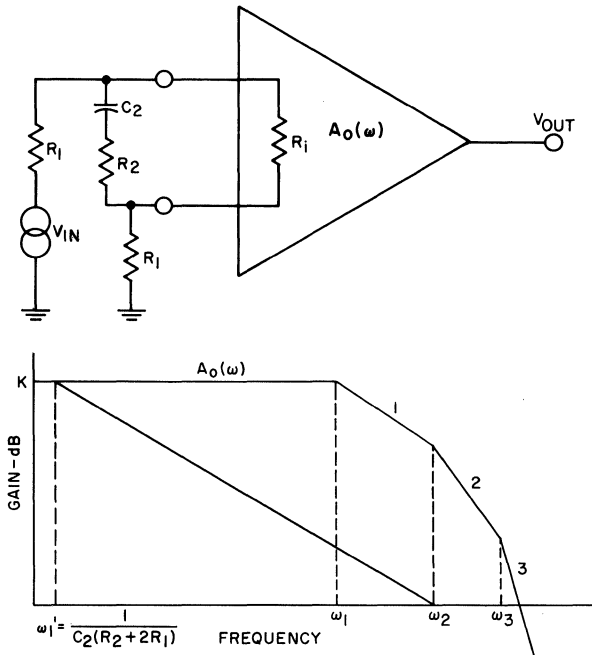 C2
R1
R2
Ri
A0(ω)
VOUT
VIN
R1
K
A0(ω)
1
2
3
GAIN-dB
ω1' = 1/C2(R2+2R1)
FREQUENCY
ω1
ω2
ω3